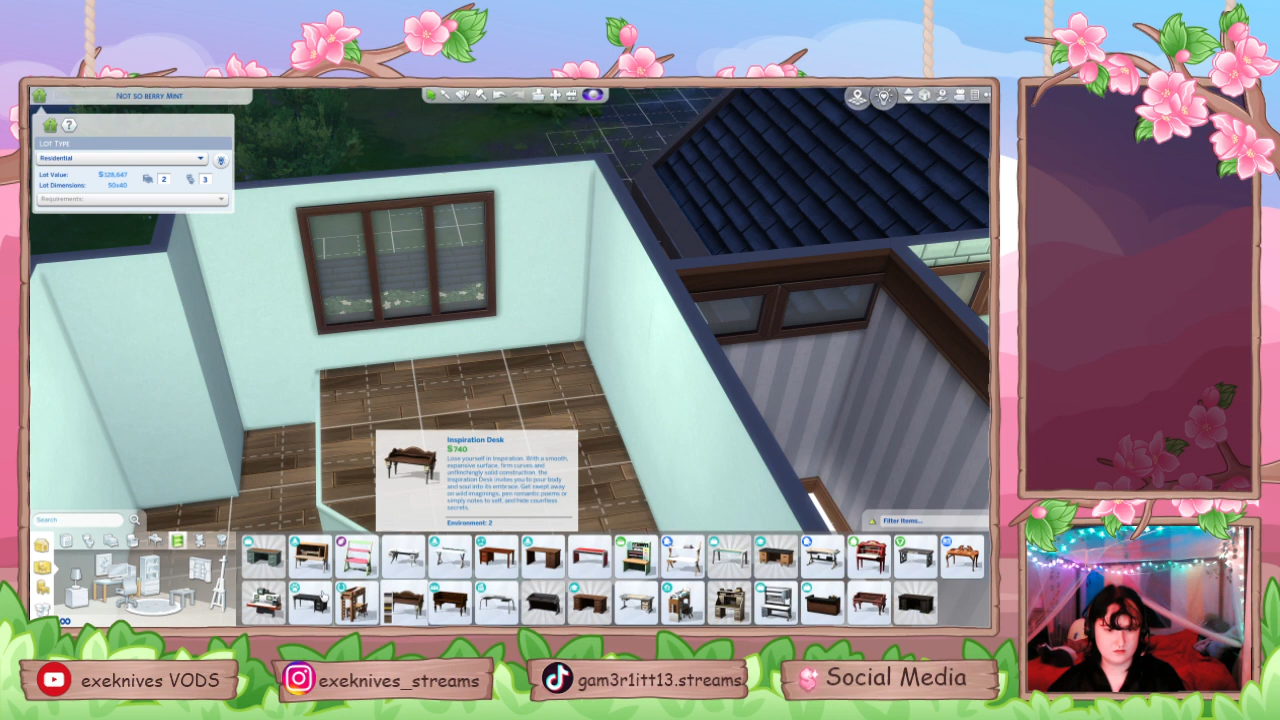 NOT SO BERRY MINT
?
LOT TYPE
Residential
Lot Value: $128,647
Lot Dimensions: 50x40
2
3
Requirements:
Inspiration Desk
$740
Lose yourself in Inspiration. With a smooth,
expansive surface, firm curves and
unflinchingly solid construction, the
Inspiration Desk makes you to pour body
and soul into its embrace. Get swept away
on wild imaginings, pen romantic poems or
simply notes to self, and hide countless
secrets.
Environment: 2
Search
Filter Items...
exeknives VODS
exeknives_streams
gam3r1itt13.streams
Social Media